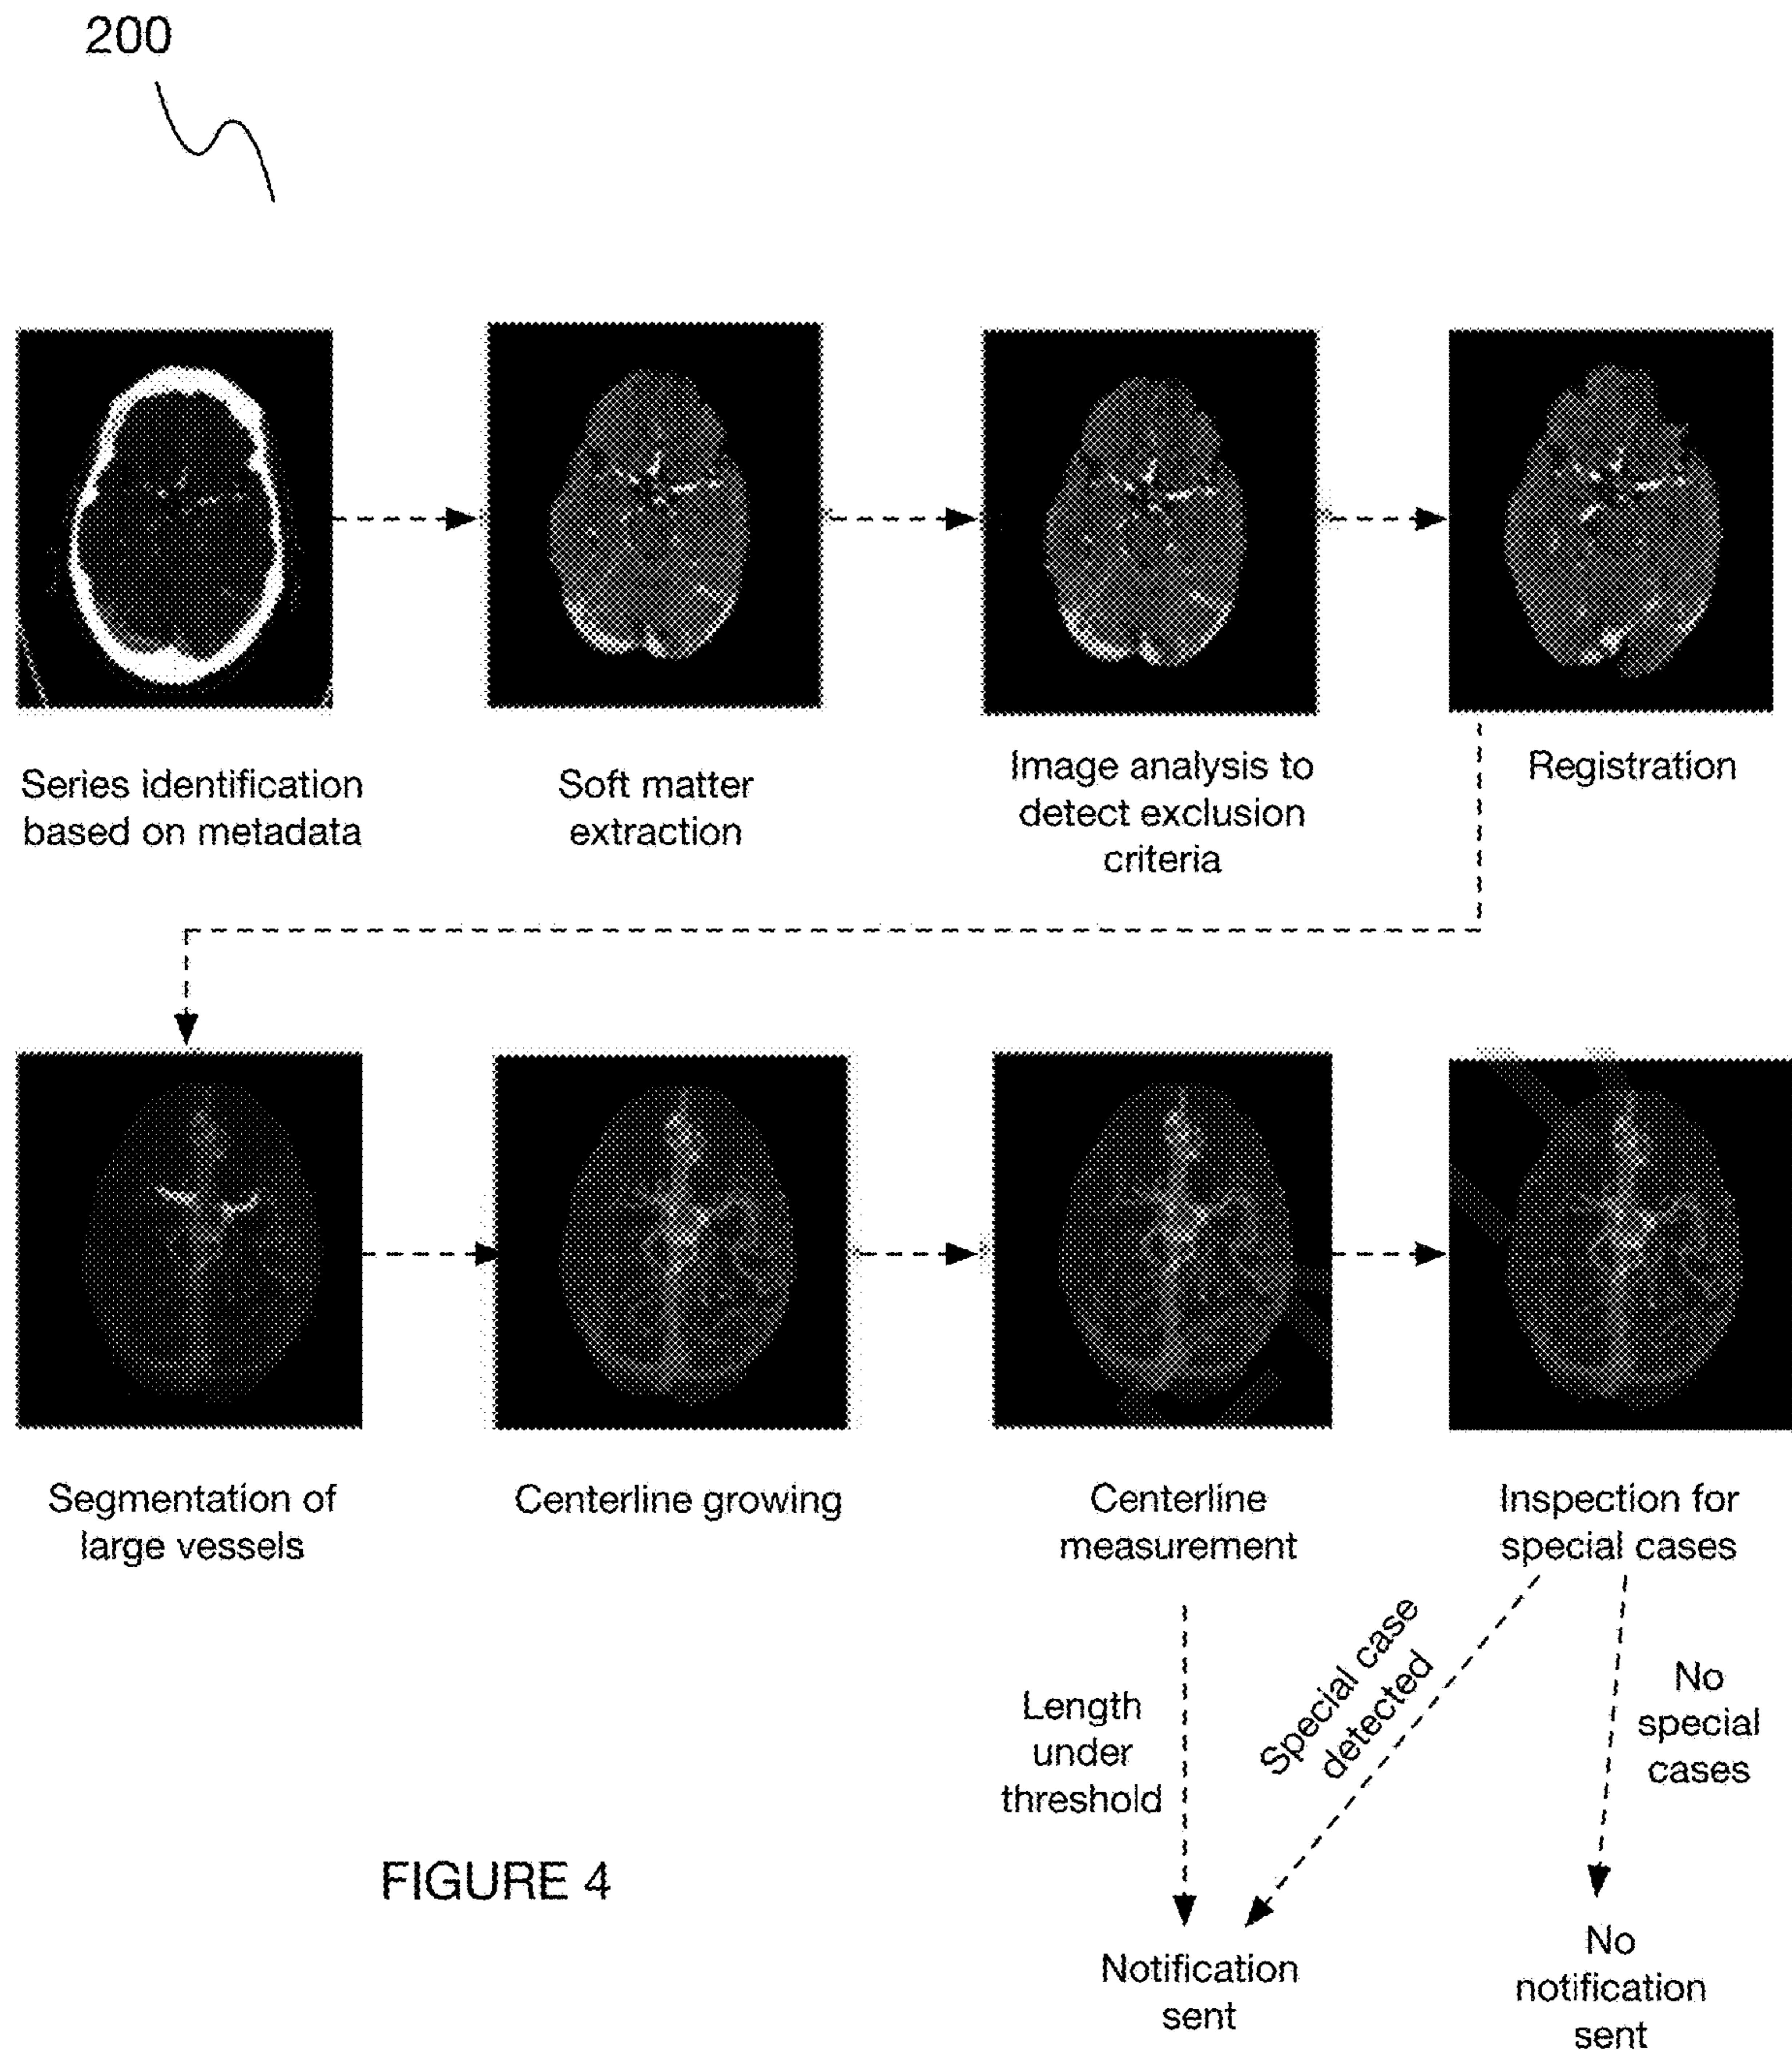 200
Series identification
based on metadata
Soft matter
extraction
Image analysis to
detect exclusion
criteria
Registration
Segmentation of
large vessels
Centerline growing
Centerline
measurement
Inspection for
special cases
Length
under
threshold
Special case
detected
No
special
cases
Notification
sent
No
notification
sent
FIGURE 4